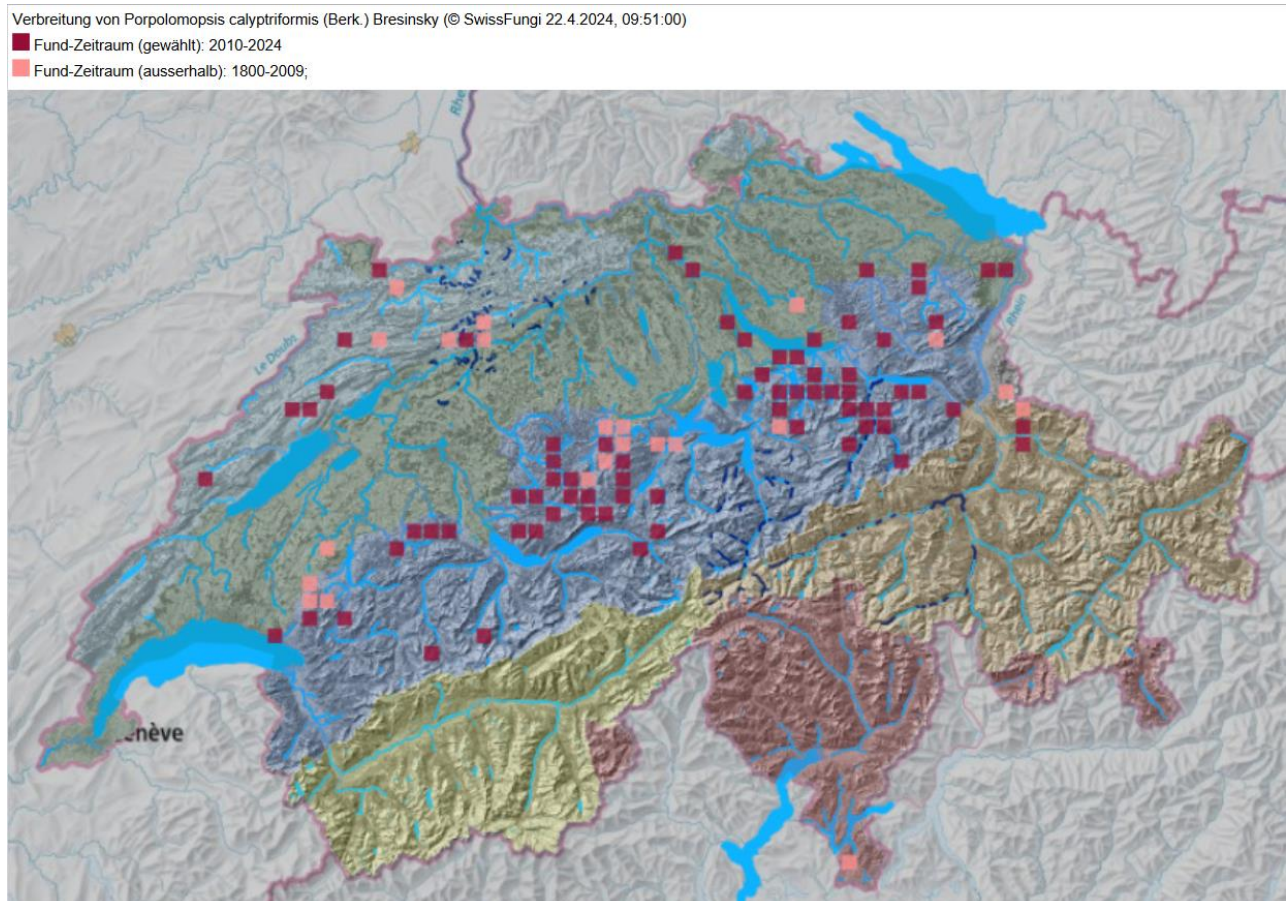 Verbreitung von Porpolomopsis calyptriformis (Berk.) Bresinsky (© SwissFungi 22.4.2024, 09:51:00)
Fund-Zeitraum (gewählt): 2010-2024
Fund-Zeitraum (ausserhalb): 1800-2009;
Rhein
Le Doubs
Rhein